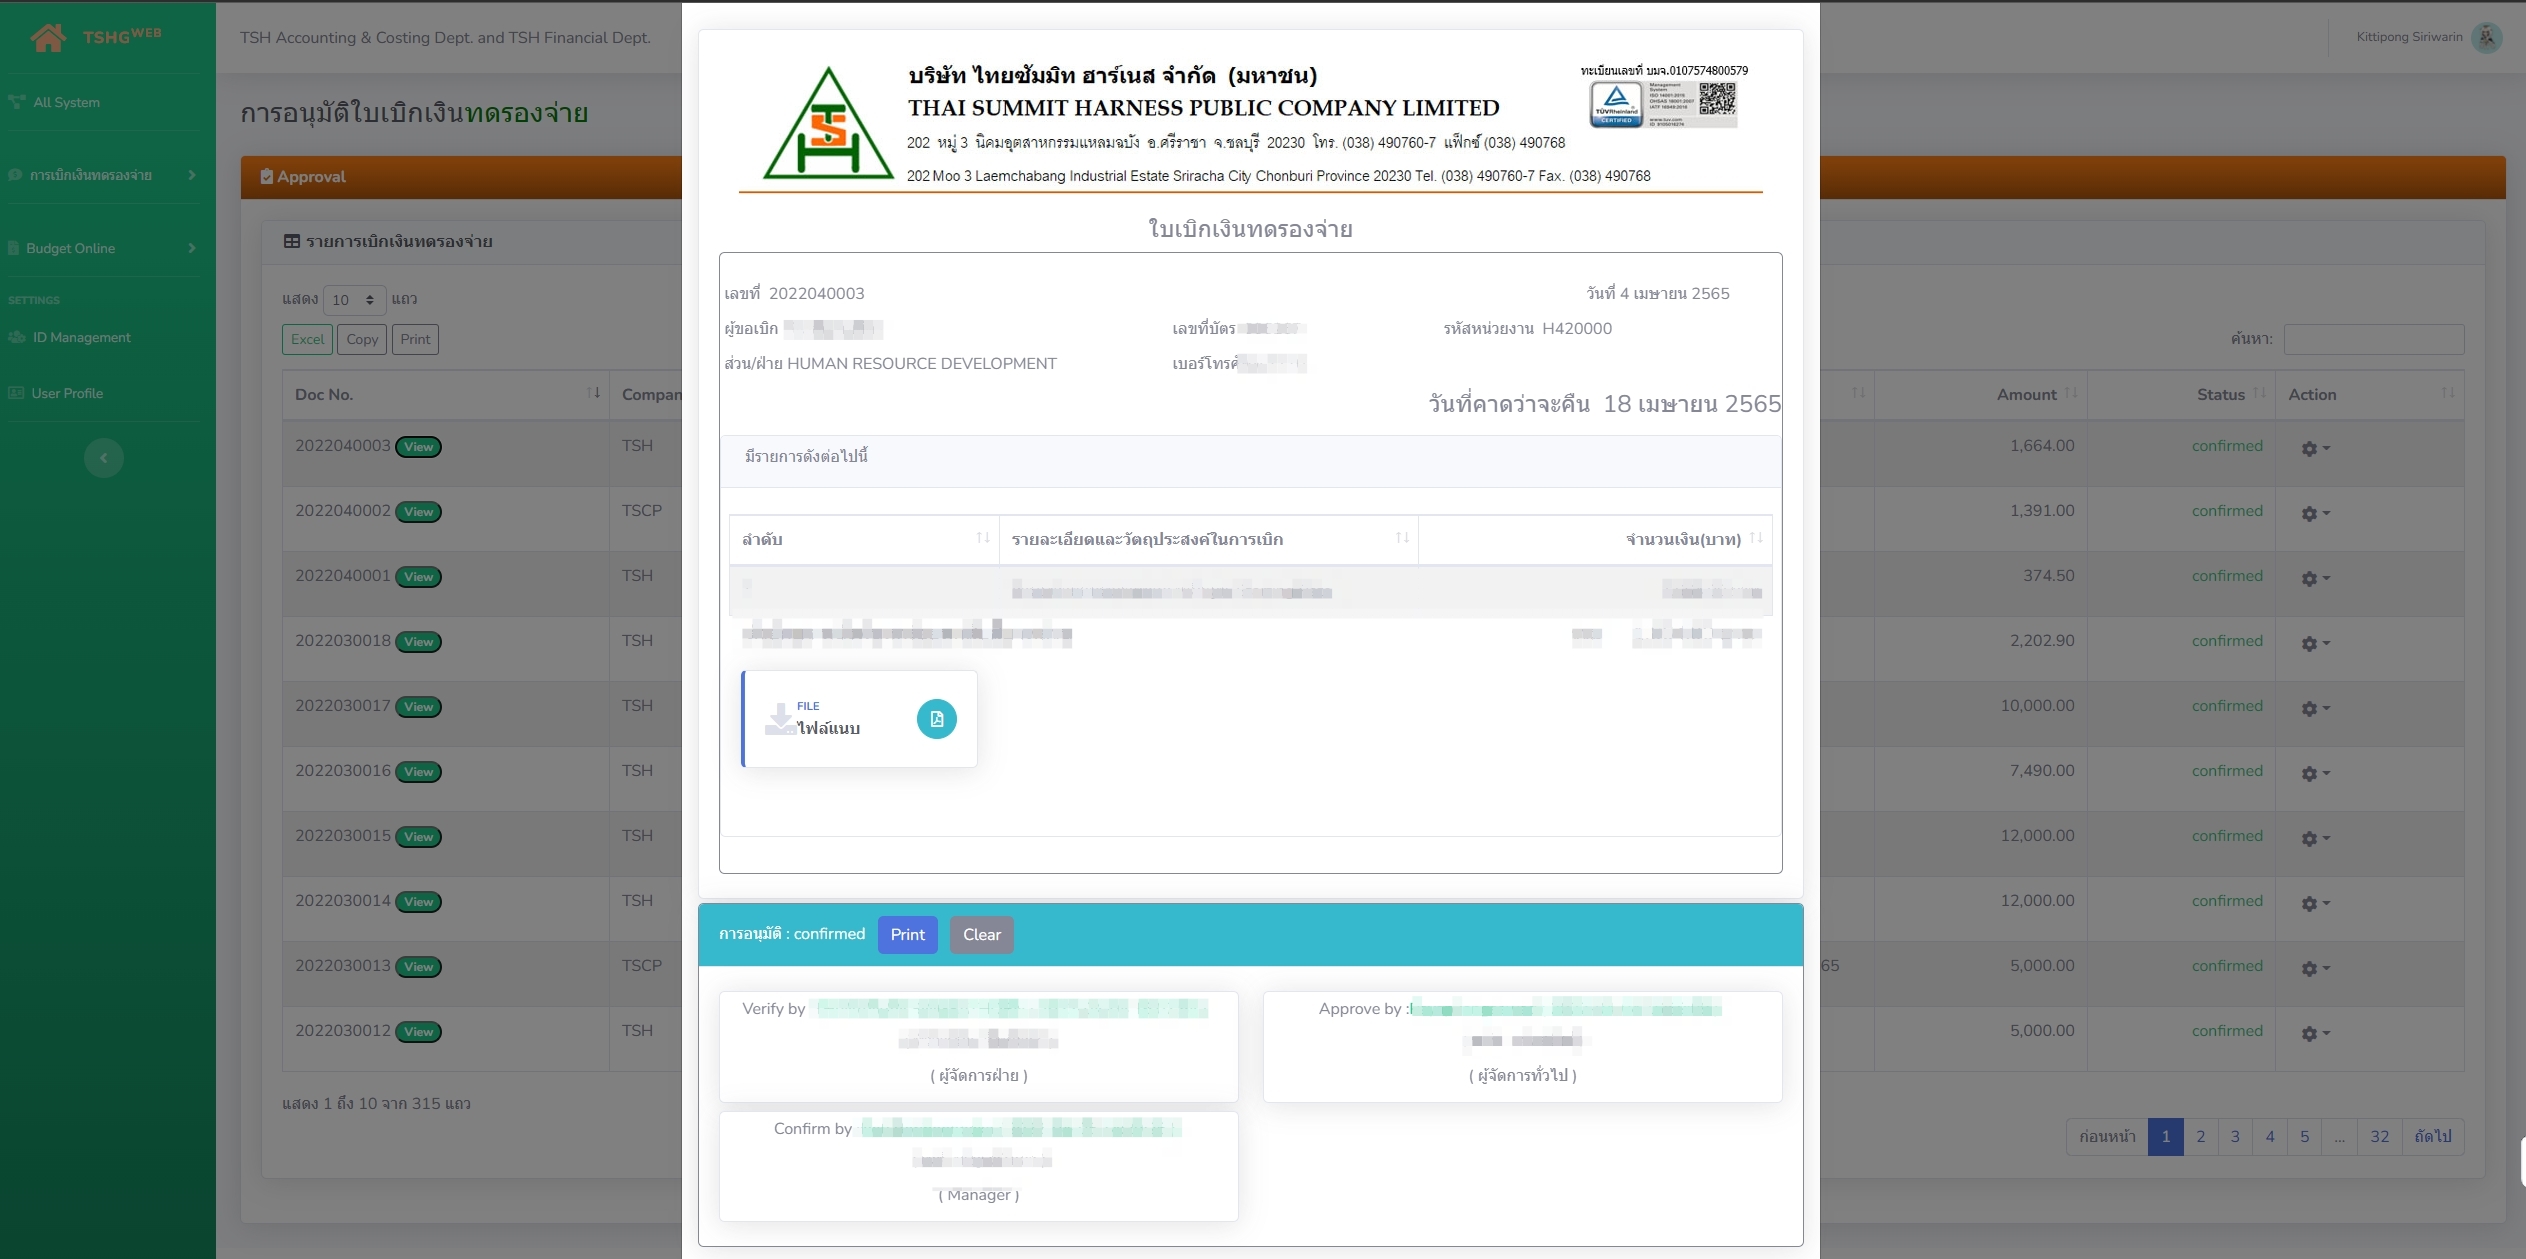 TSHGWEB
All System
การเบิกเงินทดรองจ่าย
Budget Online
SETTINGS
ID Management
User Profile
TSH Accounting & Costing Dept. and TSH Financial Dept.
Kittipong Siriwarin
การอนุมัติใบเบิกเงินทดรองจ่าย
Approval
รายการเบิกเงินทดรองจ่าย
แสดง 10 แถว
Excel Copy Print
ค้นหา:
Doc No. Compan Amount Status Action
2022040003 View TSH 1,664.00 confirmed
2022040002 View TSCP 1,391.00 confirmed
2022040001 View TSH 374.50 confirmed
2022030018 View TSH 2,202.90 confirmed
2022030017 View TSH 10,000.00 confirmed
2022030016 View TSH 7,490.00 confirmed
2022030015 View TSH 12,000.00 confirmed
2022030014 View TSH 12,000.00 confirmed
2022030013 View TSCP 65 5,000.00 confirmed
2022030012 View TSH 5,000.00 confirmed
แสดง 1 ถึง 10 จาก 315 แถว
ก่อนหน้า 1 2 3 4 5 ... 32 ถัดไป
TSH
บริษัท ไทยซัมมิท ฮาร์เนส จำกัด (มหาชน)
THAI SUMMIT HARNESS PUBLIC COMPANY LIMITED
202 หมู่ 3 นิคมอุตสาหกรรมแหลมฉบัง อ.ศรีราชา จ.ชลบุรี 20230 โทร. (038) 490760-7 แฟ็กซ์ (038) 490768
202 Moo 3 Laemchabang Industrial Estate Sriracha City Chonburi Province 20230 Tel. (038) 490760-7 Fax. (038) 490768
ทะเบียนเลขที่ บมจ.0107574800579
TÜVRheinland
CERTIFIED
Management
System
www.tuv.com
ใบเบิกเงินทดรองจ่าย
เลขที่ 2022040003 วันที่ 4 เมษายน 2565
ผู้ขอเบิก เลขที่บัตร รหัสหน่วยงาน H420000
ส่วน/ฝ่าย HUMAN RESOURCE DEVELOPMENT
วันที่คาดว่าจะคืน 18 เมษายน 2565
มีรายการดังต่อไปนี้
ลำดับ รายละเอียดและวัตถุประสงค์ในการเบิก จำนวนเงิน(บาท)
FILE
ไฟล์แนบ
การอนุมัติ : confirmed Print Clear
Verify by
( ผู้จัดการฝ่าย )
Approve by :
( ผู้จัดการทั่วไป )
Confirm by
( Manager )